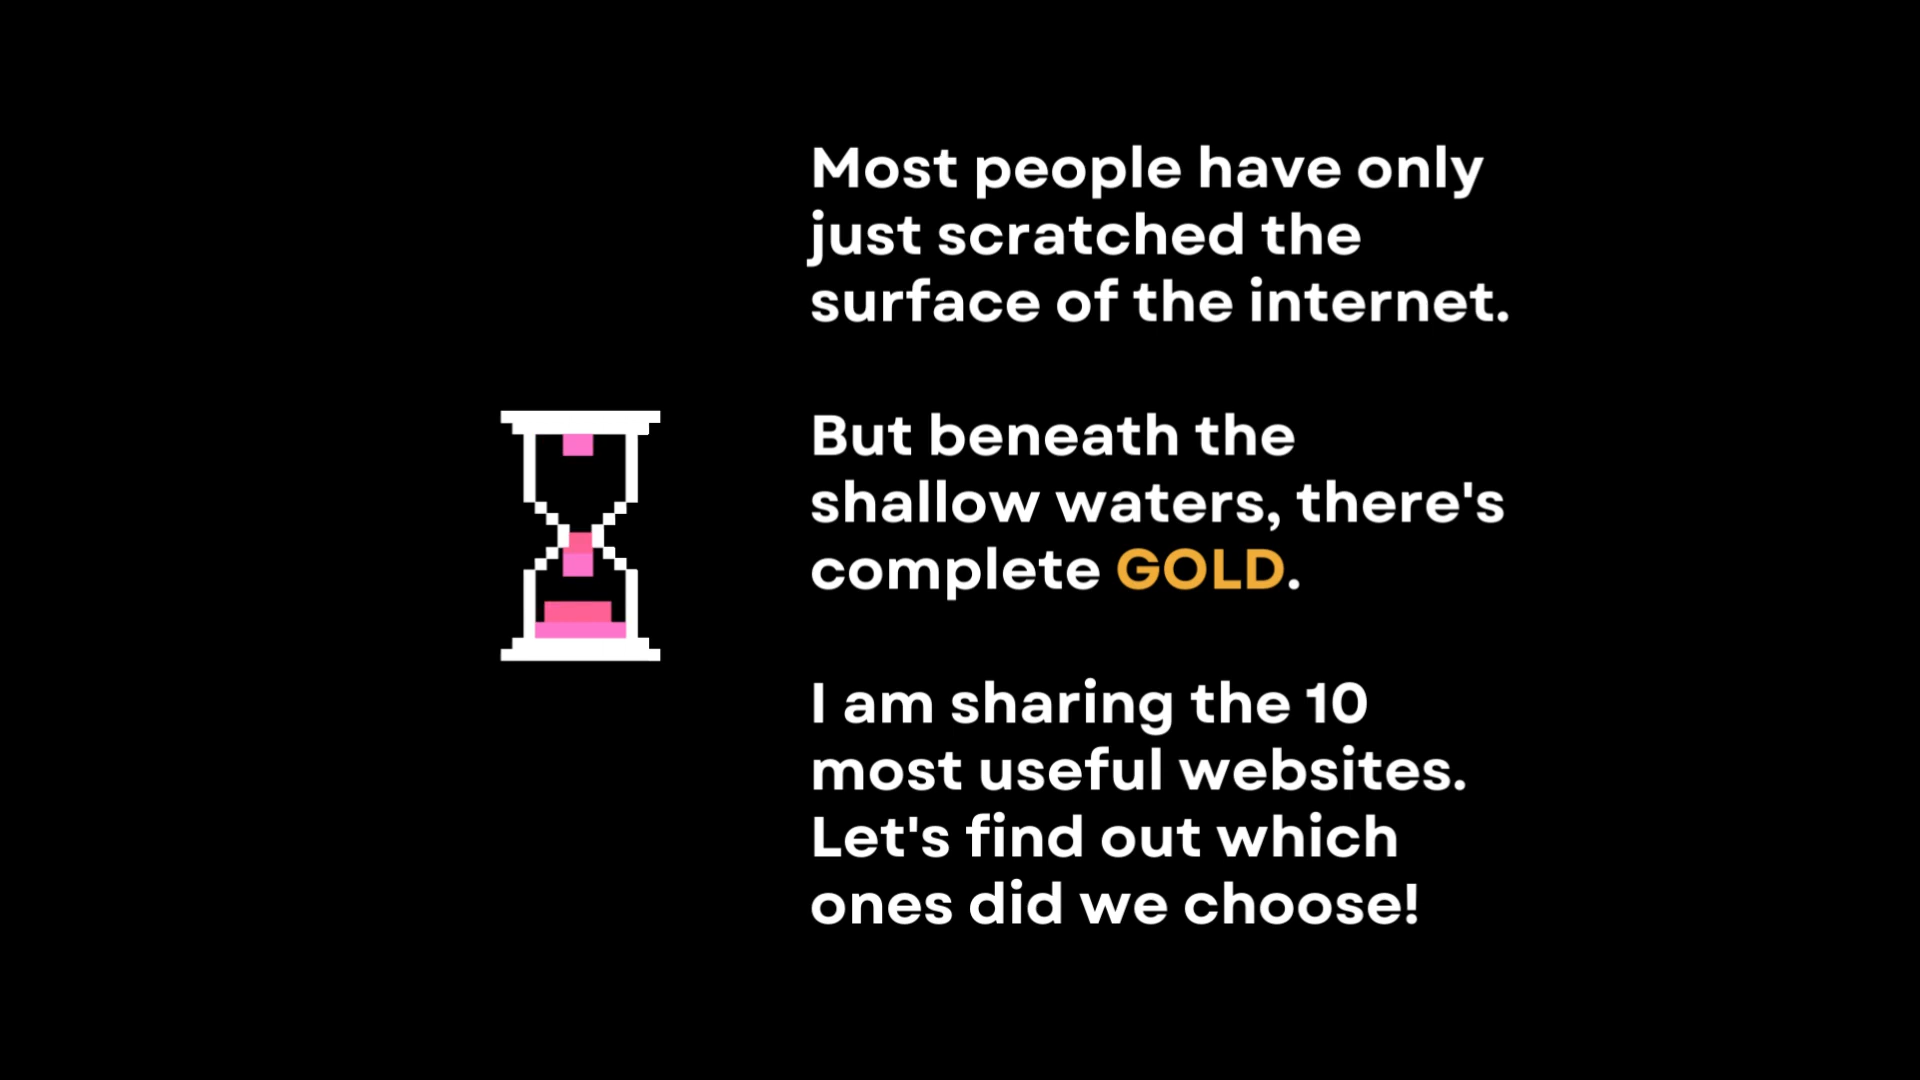 Most people have only
just scratched the
surface of the internet.
But beneath the
shallow waters, there's
complete GOLD.
I am sharing the 10
most useful websites.
Let's find out which
ones did we choose!